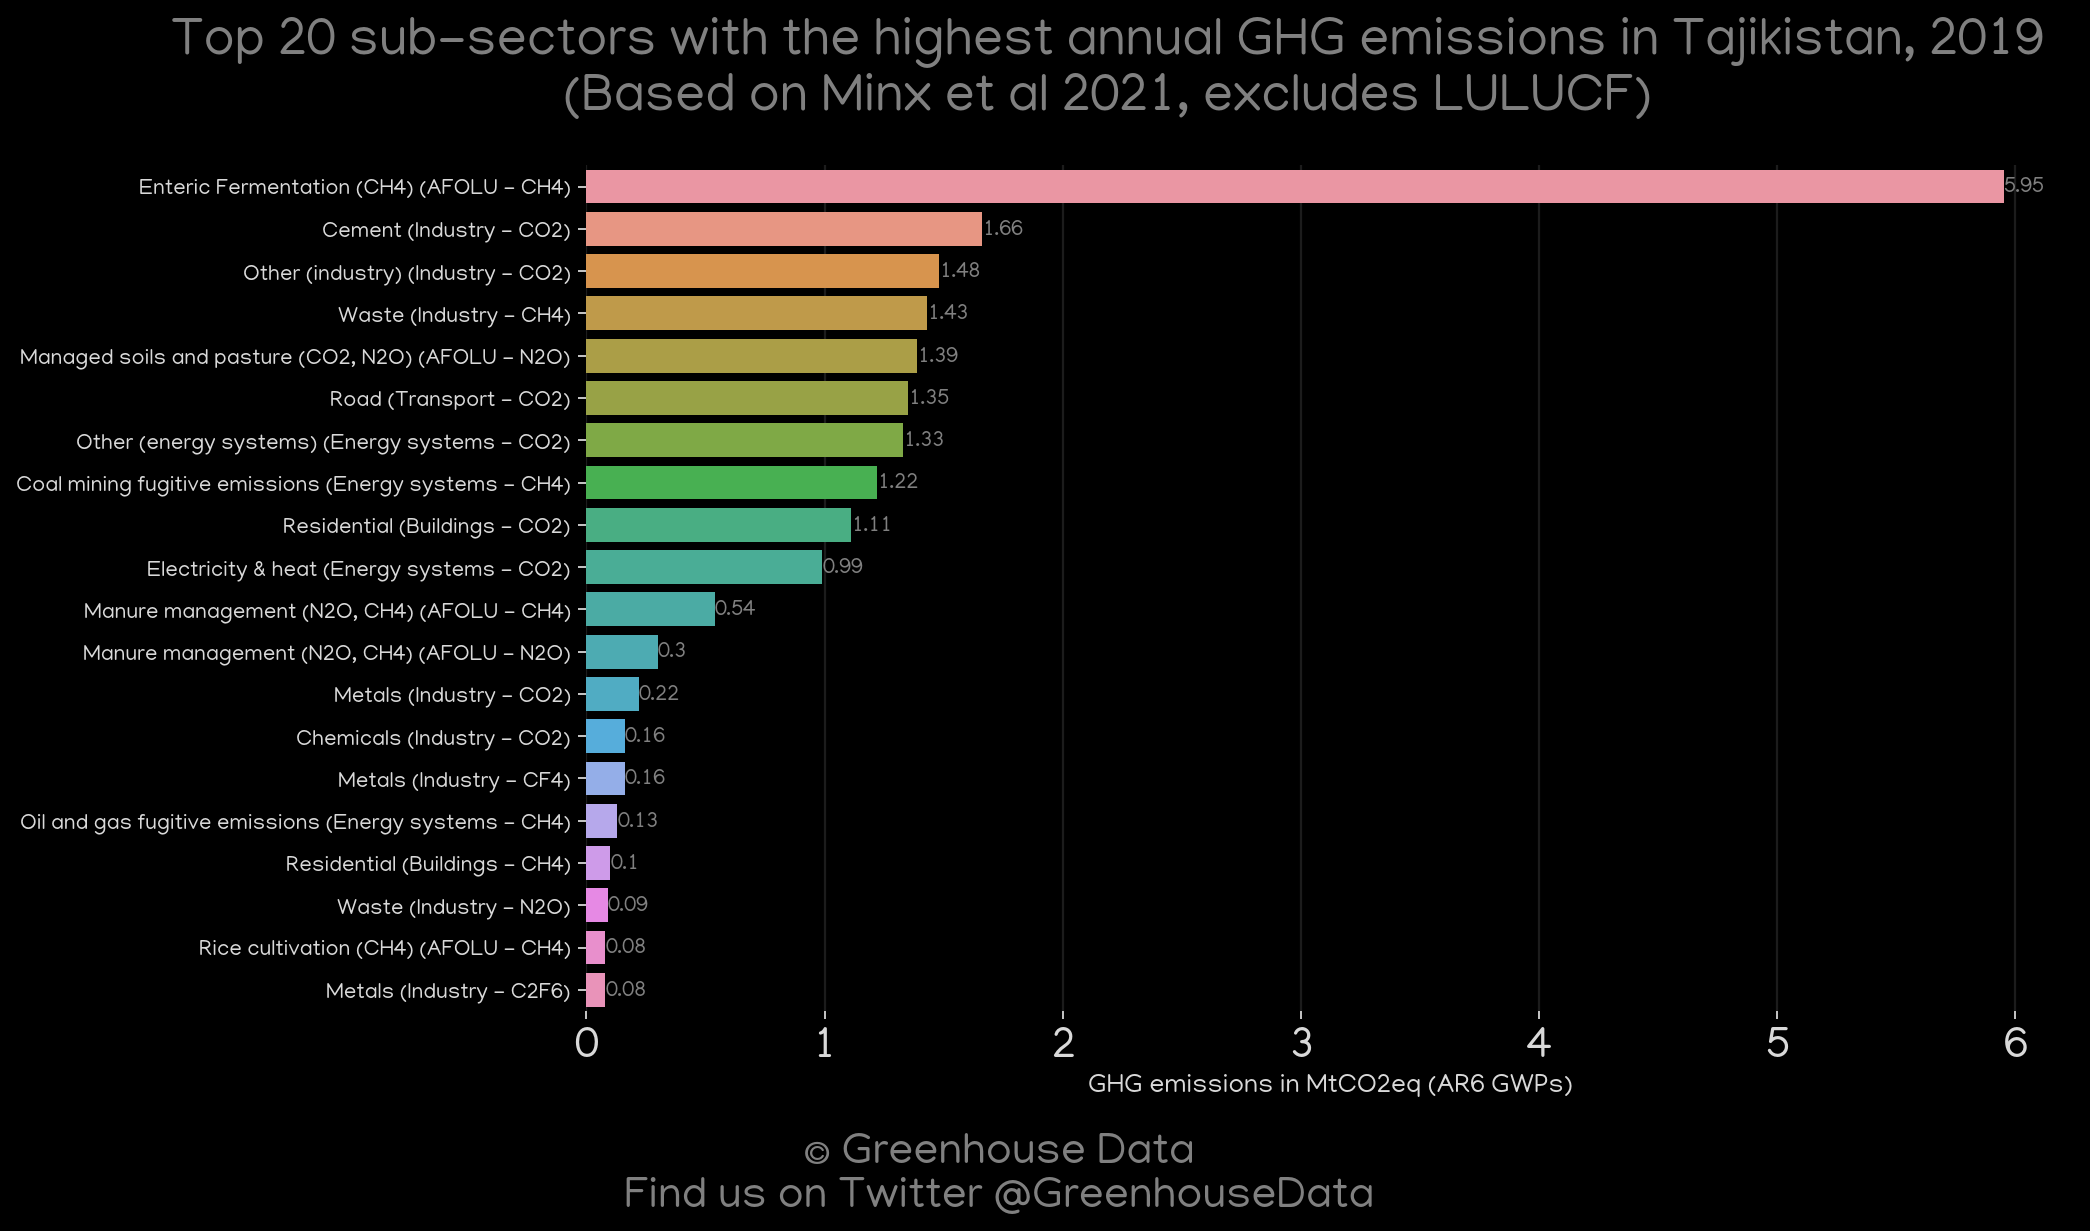 Top 20 sub-sectors with the highest annual GHG emissions in Tajikistan, 2019
(Based on Minx et al 2021, excludes LULUCF)
Enteric Fermentation (CH4) (AFOLU - CH4) 5.95
Cement (Industry - CO2) 1.66
Other (industry) (Industry - CO2) 1.48
Waste (Industry - CH4) 1.43
Managed soils and pasture (CO2, N2O) (AFOLU - N2O) 1.39
Road (Transport - CO2) 1.35
Other (energy systems) (Energy systems - CO2) 1.33
Coal mining fugitive emissions (Energy systems - CH4) 1.22
Residential (Buildings - CO2) 1.11
Electricity & heat (Energy systems - CO2) 0.99
Manure management (N2O, CH4) (AFOLU - CH4) 0.54
Manure management (N2O, CH4) (AFOLU - N2O) 0.3
Metals (Industry - CO2) 0.22
Chemicals (Industry - CO2) 0.16
Metals (Industry - CF4) 0.16
Oil and gas fugitive emissions (Energy systems - CH4) 0.13
Residential (Buildings - CH4) 0.1
Waste (Industry - N2O) 0.09
Rice cultivation (CH4) (AFOLU - CH4) 0.08
Metals (Industry - C2F6) 0.08
0 1 2 3 4 5 6
GHG emissions in MtCO2eq (AR6 GWPs)
© Greenhouse Data
Find us on Twitter @GreenhouseData